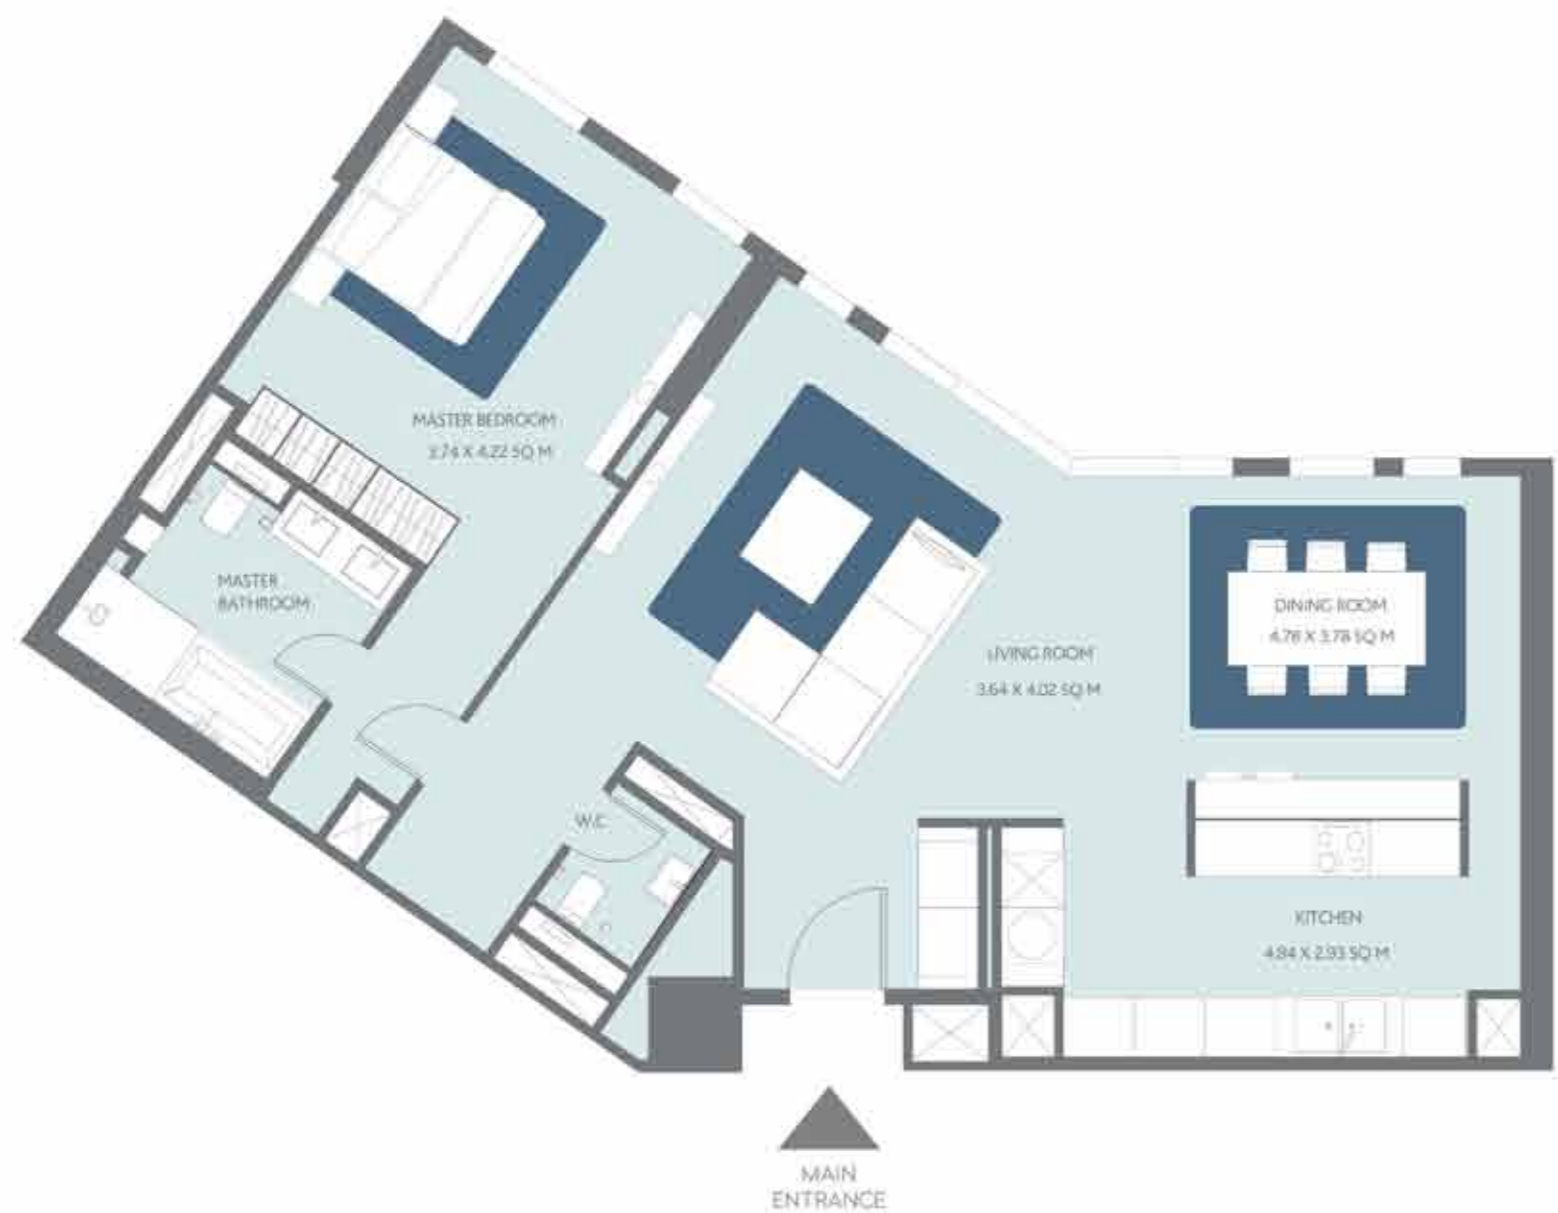 MASTER BEDROOM
3.74 X 4.22 SQ M
MASTER
BATHROOM
LIVING ROOM
3.64 X 4.02 SQ M
DINING ROOM
4.78 X 3.78 SQ M
W.C
KITCHEN
4.94 X 2.93 SQ M
MAIN
ENTRANCE